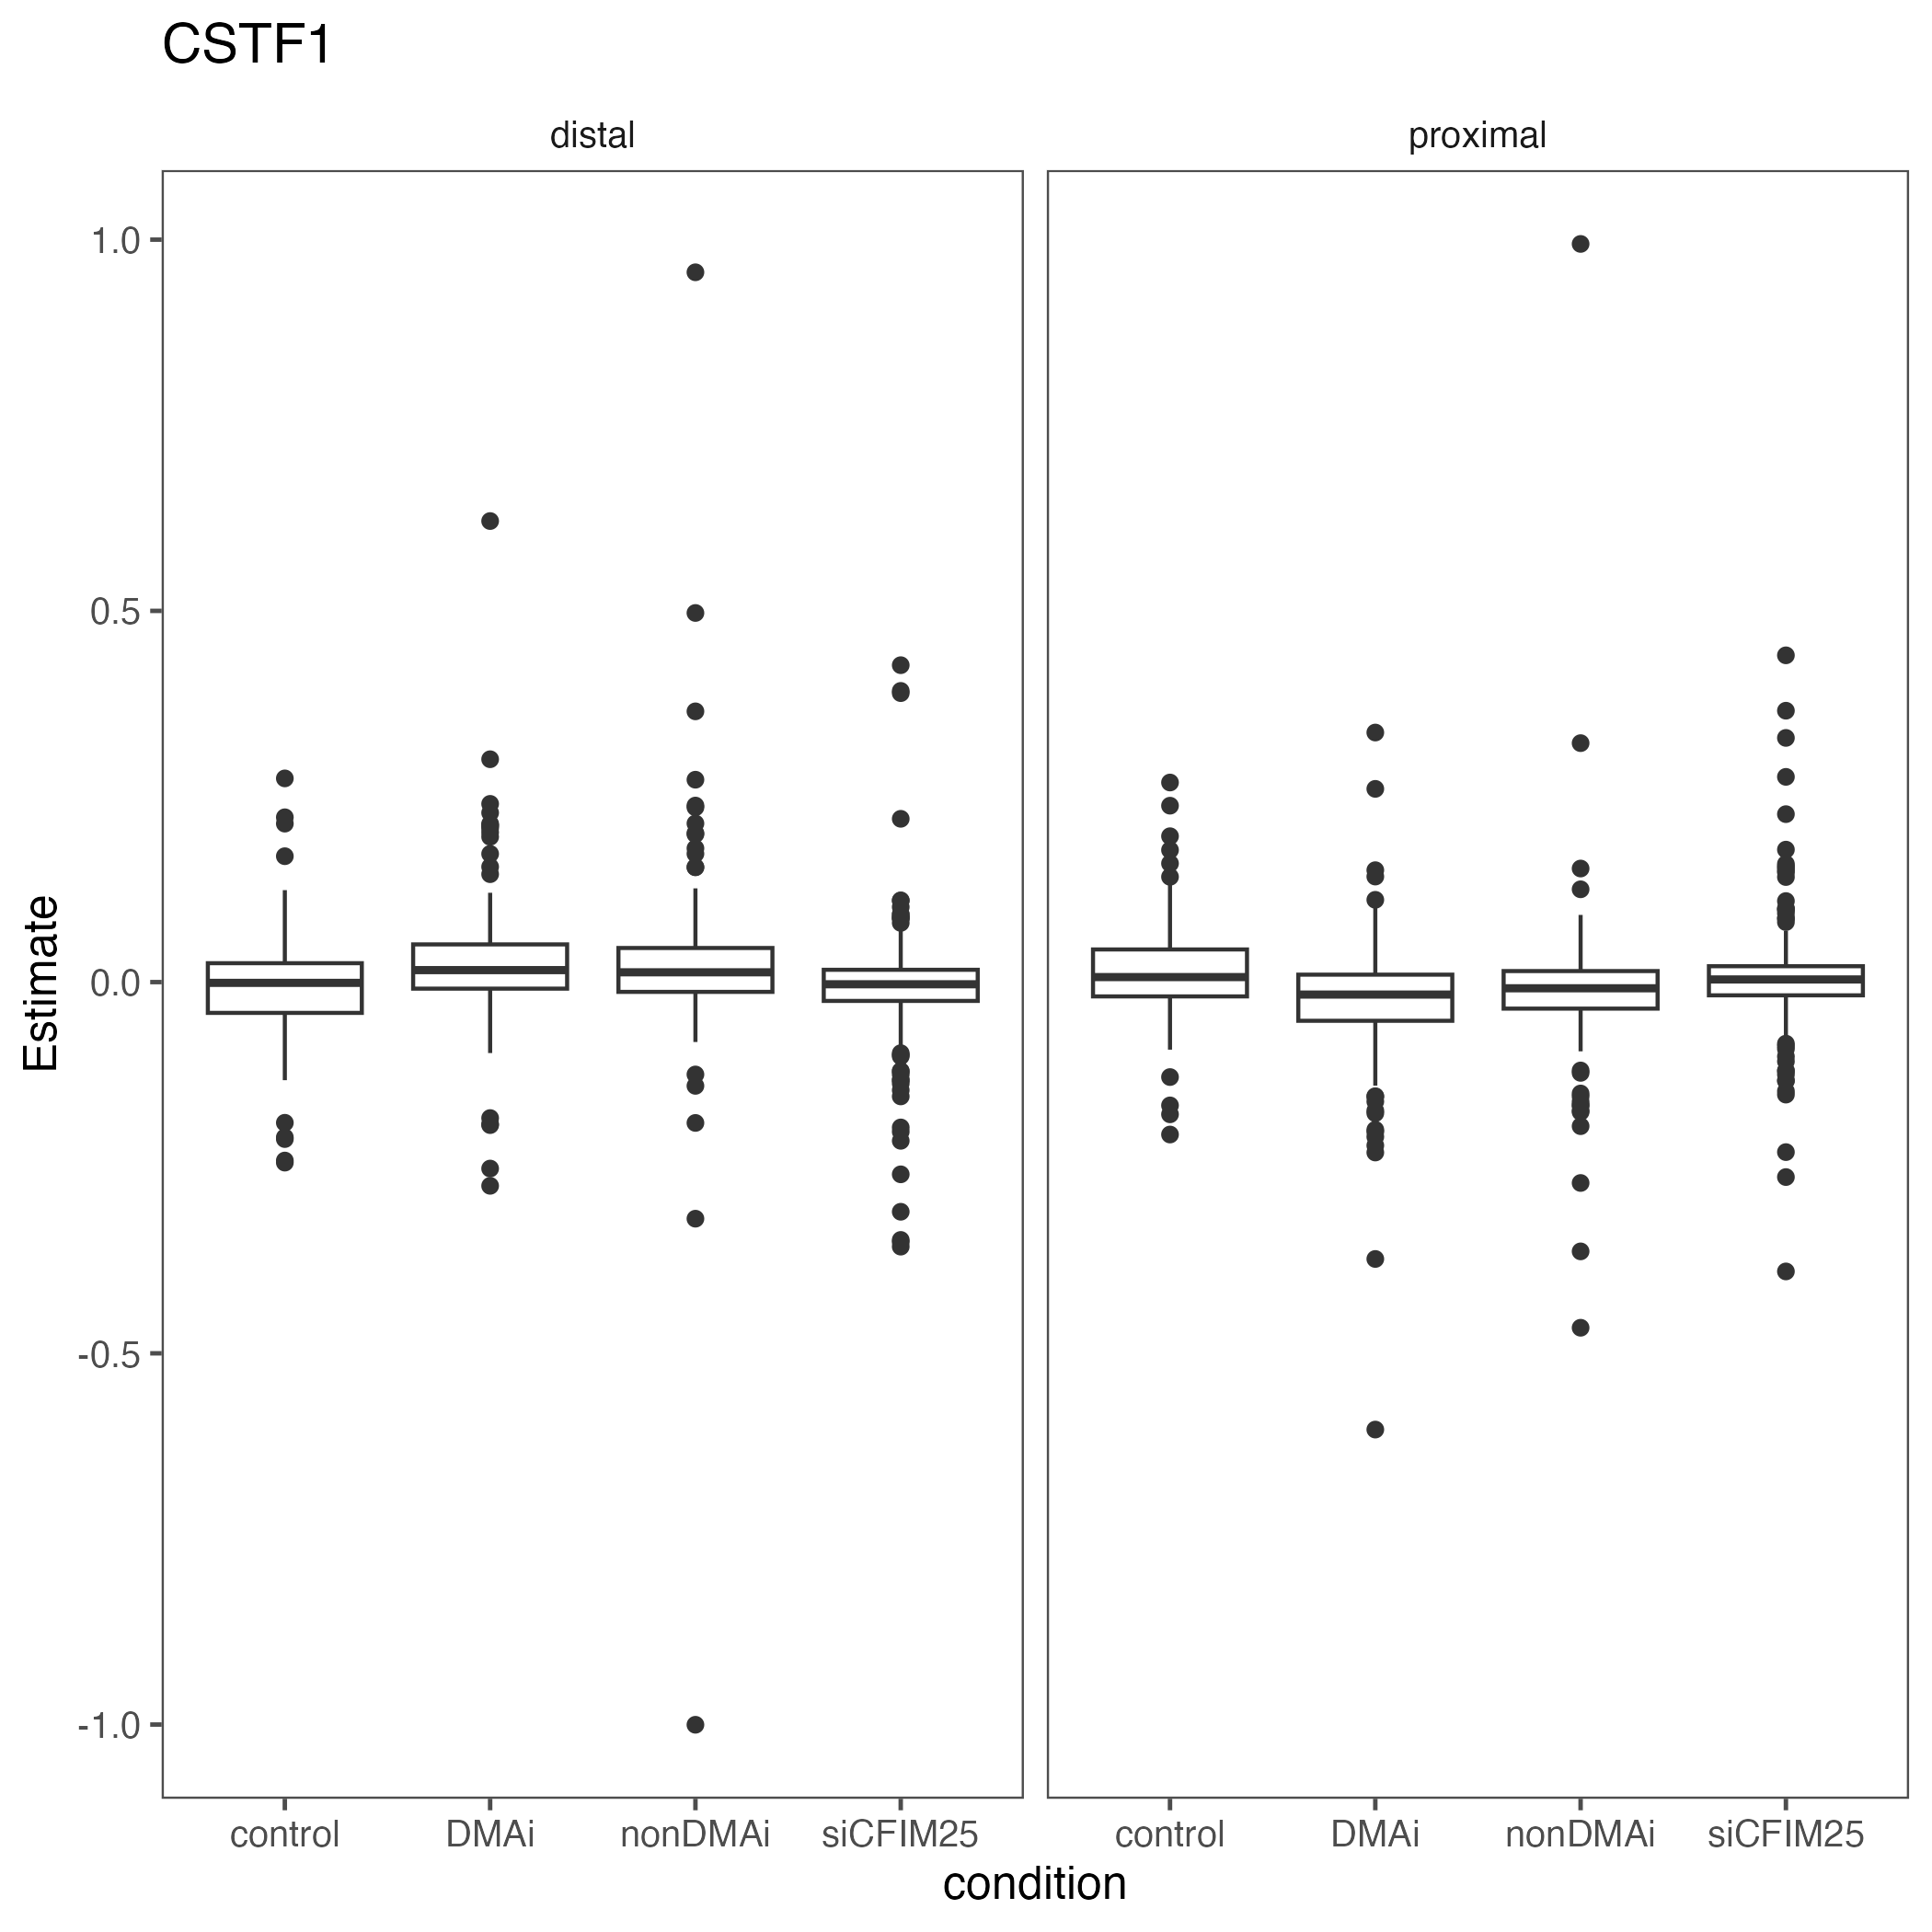 CSTF1
distal
proximal
1.0
0.5
0.0
-0.5
-1.0
Estimate
control DMAi nonDMAi siCFIM25
control DMAi nonDMAi siCFIM25
condition